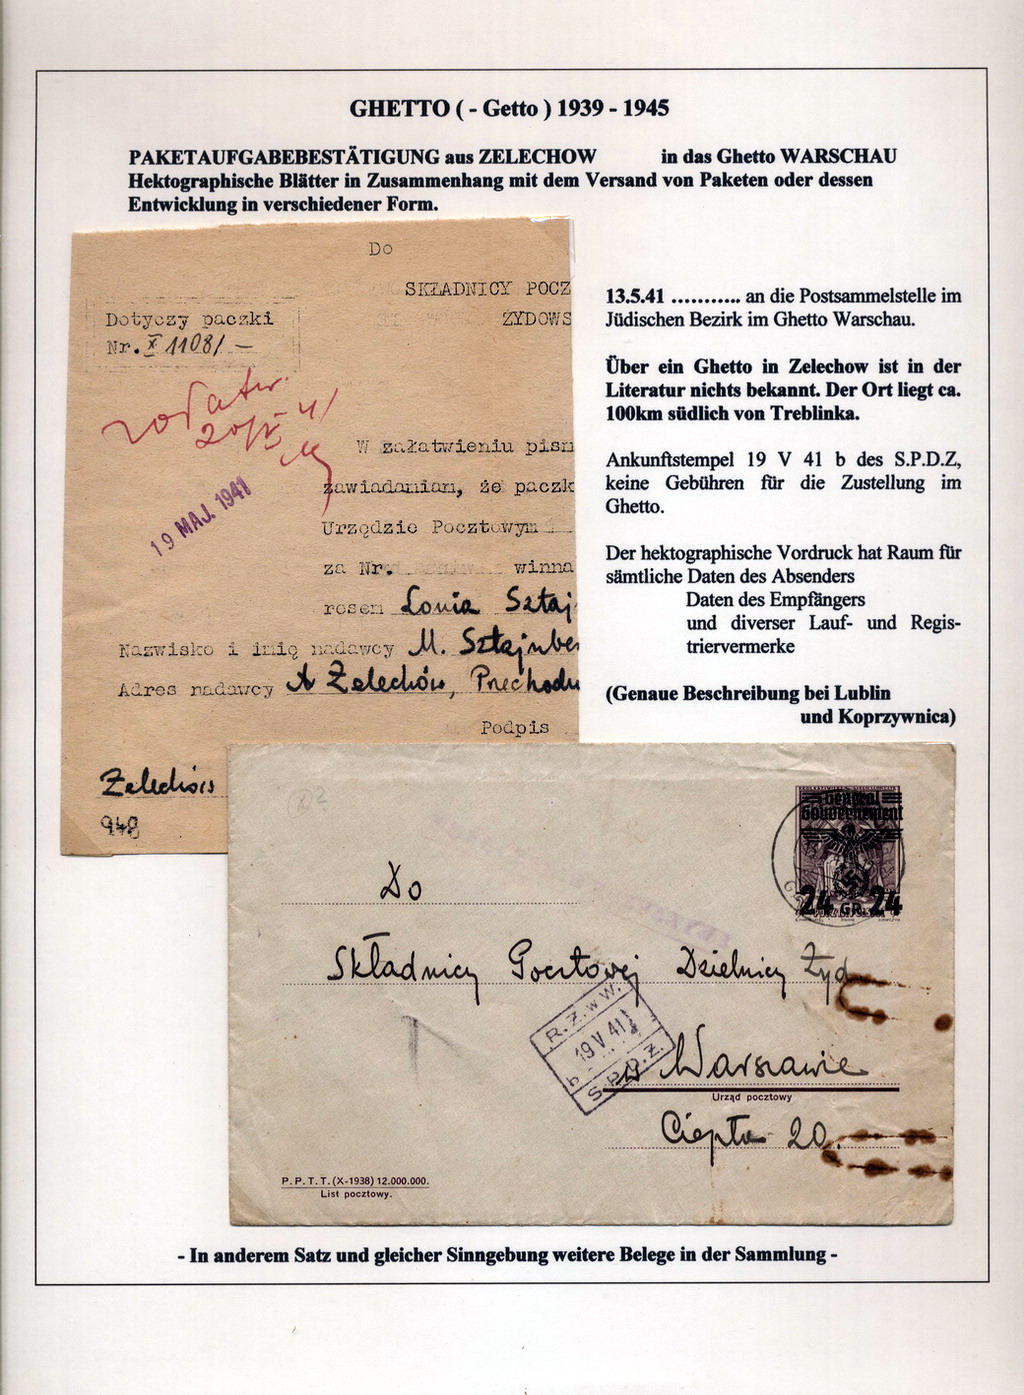 GHETTO ( - Getto ) 1939 - 1945
PAKETAUFGABEBESTÄTIGUNG aus ZELECHOW in das Ghetto WARSCHAU
Hektographische Blätter in Zusammenhang mit dem Versand von Paketen oder dessen
Entwicklung in verschiedener Form.
Do
SKŁADNICY POCZ
ŻYDOWS
Dotyczy paczki
Nr. X 1108/ —
19 MAJ. 1941
W załatwieniu pism
zawiadamiam, że paczk
Urzędzie Pocztowym
za Nr. winna
rosen Lonia Sztaj
Nazwisko i imię nadawcy M. Sztajnbe
Adres nadawcy Żelechów,
Podpis
Żelechów
948
13.5.41 ........... an die Postsammelstelle im
Jüdischen Bezirk im Ghetto Warschau.
Über ein Ghetto in Zelechow ist in der
Literatur nichts bekannt. Der Ort liegt ca.
100km südlich von Treblinka.
Ankunftstempel 19 V 41 b des S.P.D.Z,
keine Gebühren für die Zustellung im
Ghetto.
Der hektographische Vordruck hat Raum für
sämtliche Daten des Absenders
Daten des Empfängers
und diverser Lauf- und Regis-
triervermerke
(Genaue Beschreibung bei Lublin
und Koprzywnica)
General
Gouvernement
24 GR. 24
Do
Składnicy Pocztowej Dzielnicy Żyd
R.Z.w W.
19 V 41
b
S.P.D.Z.
w Warszawie
Urząd pocztowy
Ciepła 20.
P. P. T. T. (X-1938) 12.000.000.
List pocztowy.
- In anderem Satz und gleicher Sinngebung weitere Belege in der Sammlung -